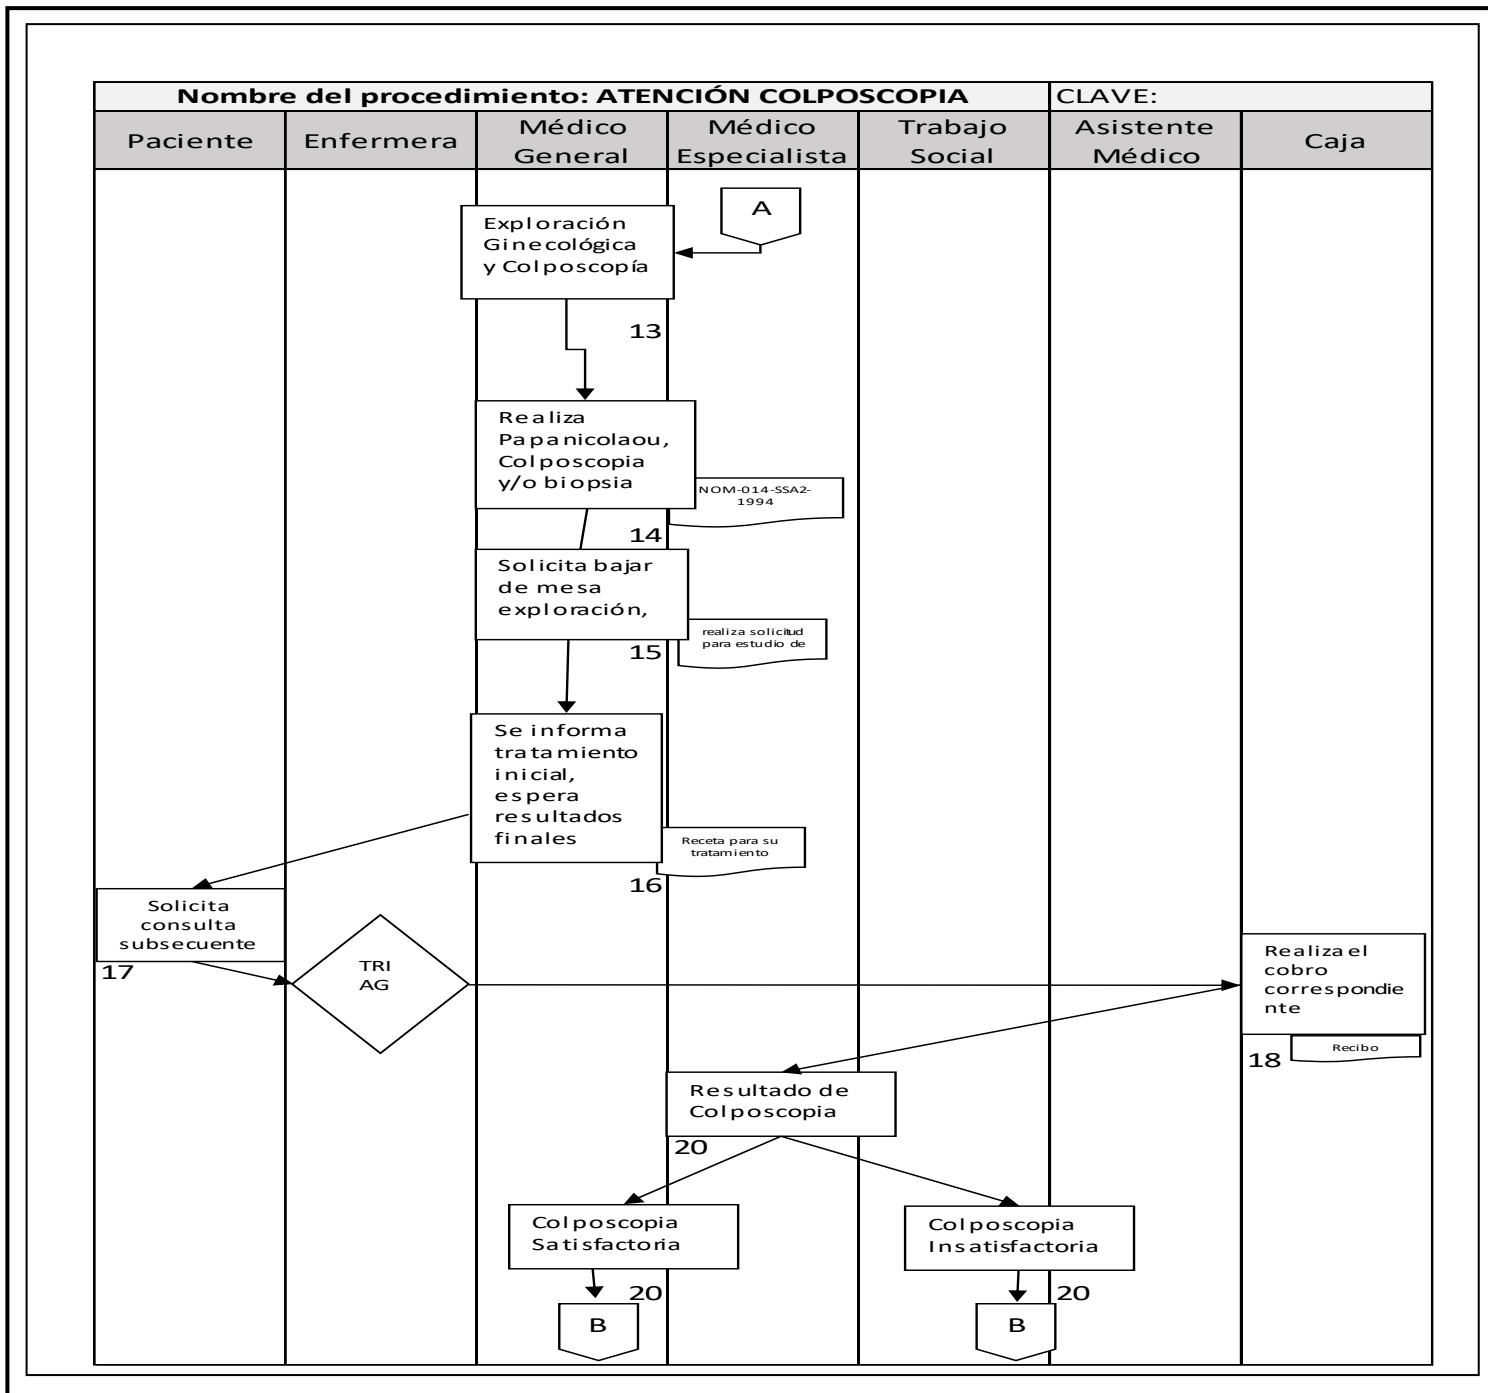 Nombre del procedimiento: ATENCIÓN COLPOSCOPIA
CLAVE:
Paciente
Enfermera
Médico
General
Médico
Especialista
Trabajo
Social
Asistente
Médico
Caja
A
Exploración
Ginecológica
y Colposcopía
13
Realiza
Papanicolaou,
Colposcopia
y/o biopsia
NOM-014-SSA2-
1994
14
Solicita bajar
de mesa
exploración,
realiza solicitud
para estudio de
15
Se informa
tratamiento
inicial,
espera
resultados
finales
Receta para su
tratamiento
16
Solicita
consulta
subsecuente
17
TRI
AG
Realiza el
cobro
correspondie
nte
Recibo
18
Resultado de
Colposcopia
20
Colposcopia
Satisfactoria
20
Colposcopia
Insatisfactoria
20
B
B